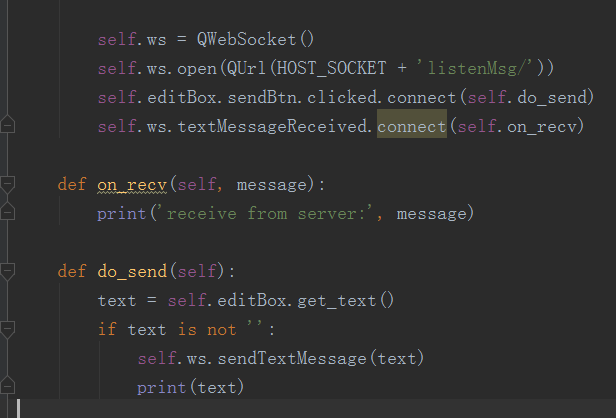 self.ws = QWebSocket()
self.ws.open(QUrl(HOST_SOCKET + 'listenMsg/'))
self.editBox.sendBtn.clicked.connect(self.do_send)
self.ws.textMessageReceived.connect(self.on_recv)
def on_recv(self, message):
print('receive from server:', message)
def do_send(self):
text = self.editBox.get_text()
if text is not '':
self.ws.sendTextMessage(text)
print(text)